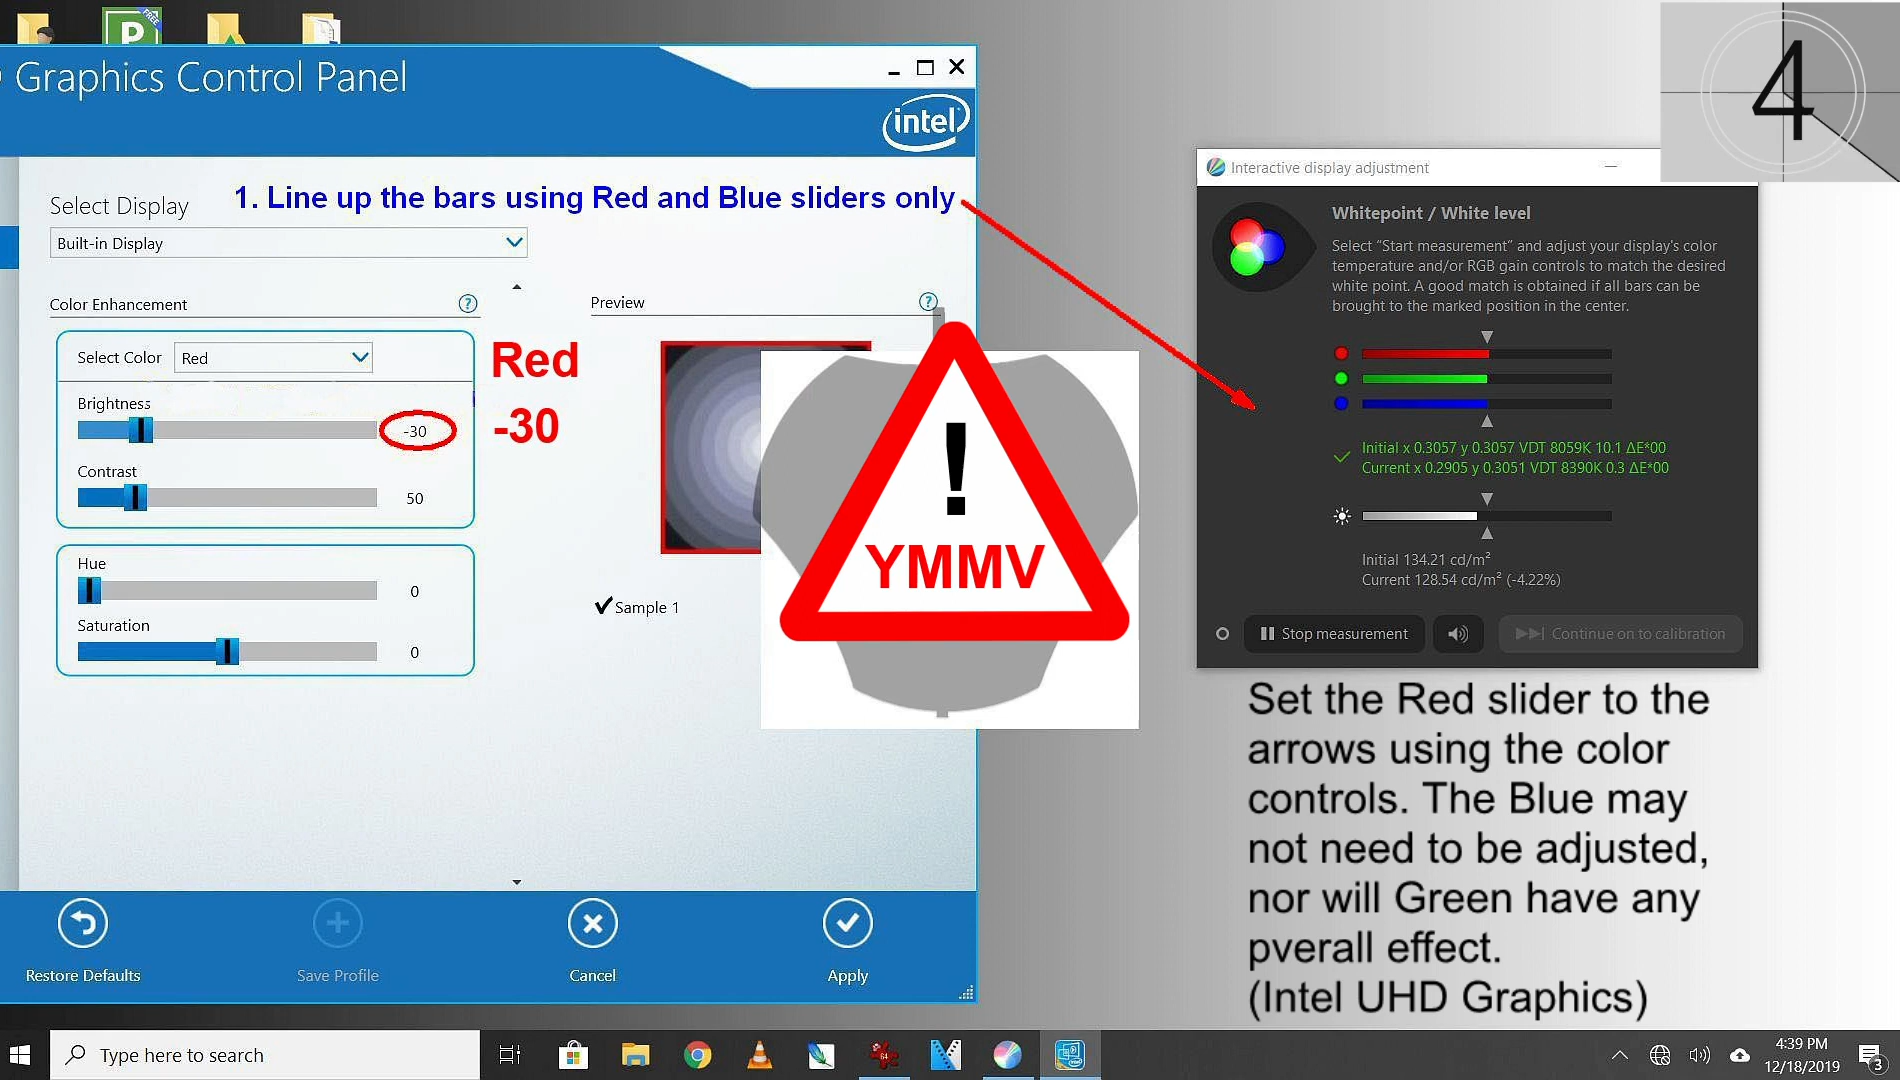 P
FREE
Graphics Control Panel
intel
4
1. Line up the bars using Red and Blue sliders only
Select Display
Built-in Display
Color Enhancement
?
Preview
?
Select Color
Red
Red
Brightness
-30
-30
Contrast
50
Hue
0
Saturation
0
Sample 1
!
YMMV
Restore Defaults
Save Profile
Cancel
Apply
Interactive display adjustment
Whitepoint / White level
Select “Start measurement” and adjust your display's color
temperature and/or RGB gain controls to match the desired
white point. A good match is obtained if all bars can be
brought to the marked position in the center.
Initial x 0.3057 y 0.3057 VDT 8059K 10.1 ΔE*00
Current x 0.2905 y 0.3051 VDT 8390K 0.3 ΔE*00
Initial 134.21 cd/m²
Current 128.54 cd/m² (-4.22%)
Stop measurement
Continue on to calibration
Set the Red slider to the
arrows using the color
controls. The Blue may
not need to be adjusted,
nor will Green have any
pverall effect.
(Intel UHD Graphics)
Type here to search
64
4:39 PM
12/18/2019
3